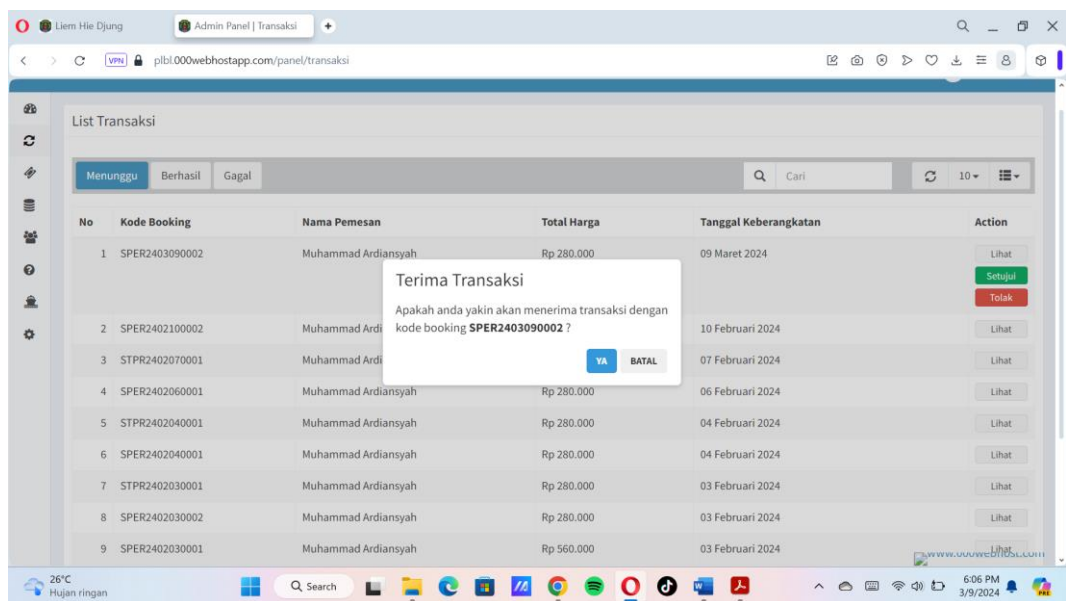 Liem Hie Djung
Admin Panel | Transaksi
VPN plbl.000webhostapp.com/panel/transaksi
List Transaksi
Menunggu Berhasil Gagal Cari 10
No Kode Booking Nama Pemesan Total Harga Tanggal Keberangkatan Action
1 SPER2403090002 Muhammad Ardiansyah Rp 280.000 09 Maret 2024 Lihat
Setujui
Tolak
Terima Transaksi
Apakah anda yakin akan menerima transaksi dengan
kode booking SPER2403090002 ?
YA BATAL
2 SPER2402100002 Muhammad Ardi 10 Februari 2024 Lihat
3 STPR2402070001 Muhammad Ardi 07 Februari 2024 Lihat
4 SPER2402060001 Muhammad Ardiansyah Rp 280.000 06 Februari 2024 Lihat
5 STPR2402040001 Muhammad Ardiansyah Rp 280.000 04 Februari 2024 Lihat
6 SPER2402040001 Muhammad Ardiansyah Rp 280.000 04 Februari 2024 Lihat
7 STPR2402030001 Muhammad Ardiansyah Rp 280.000 03 Februari 2024 Lihat
8 SPER2402030002 Muhammad Ardiansyah Rp 280.000 03 Februari 2024 Lihat
9 SPER2402030001 Muhammad Ardiansyah Rp 560.000 03 Februari 2024 Lihat
26°C
Hujan ringan
Search
6:06 PM
3/9/2024
PRE